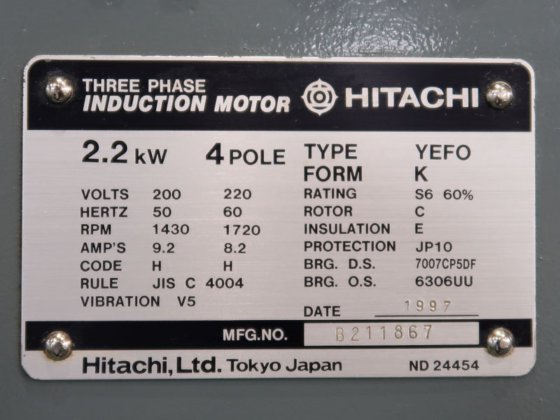 THREE PHASE
INDUCTION MOTOR HITACHI
2.2 kW 4 POLE
VOLTS 200 220
HERTZ 50 60
RPM 1430 1720
AMP'S 9.2 8.2
CODE H H
RULE JIS C 4004
VIBRATION V5
TYPE YEFO
FORM K
RATING S6 60%
ROTOR C
INSULATION E
PROTECTION JP10
BRG. D.S. 7007CP5DF
BRG. O.S. 6306UU
DATE 1997
MFG.NO. B211867
Hitachi, Ltd. Tokyo Japan ND 24454